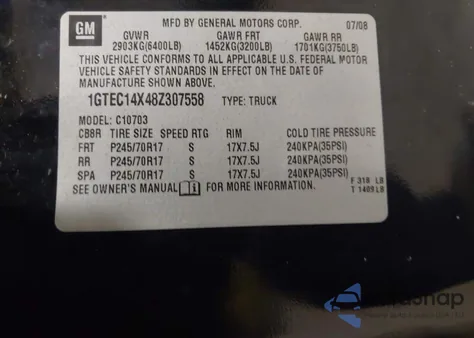 GM
MFD BY GENERAL MOTORS CORP. 07/08
GVWR GAWR FRT GAWR RR
2903KG(6400LB) 1452KG(3200LB) 1701KG(3750LB)
THIS VEHICLE CONFORMS TO ALL APPLICABLE U.S. FEDERAL MOTOR
VEHICLE SAFETY STANDARDS IN EFFECT ON THE DATE OF
MANUFACTURE SHOWN ABOVE.
1GTEC14X48Z307558 TYPE: TRUCK
MODEL: C10703
CB8R TIRE SIZE SPEED RTG RIM COLD TIRE PRESSURE
FRT P245/70R17 S 17X7.5J 240KPA(35PSI)
RR P245/70R17 S 17X7.5J 240KPA(35PSI)
SPA P245/70R17 S 17X7.5J 240KPA(35PSI)
SEE OWNER'S MANUAL FOR MORE INFORMATION. F 318 LB
T 1409 LB